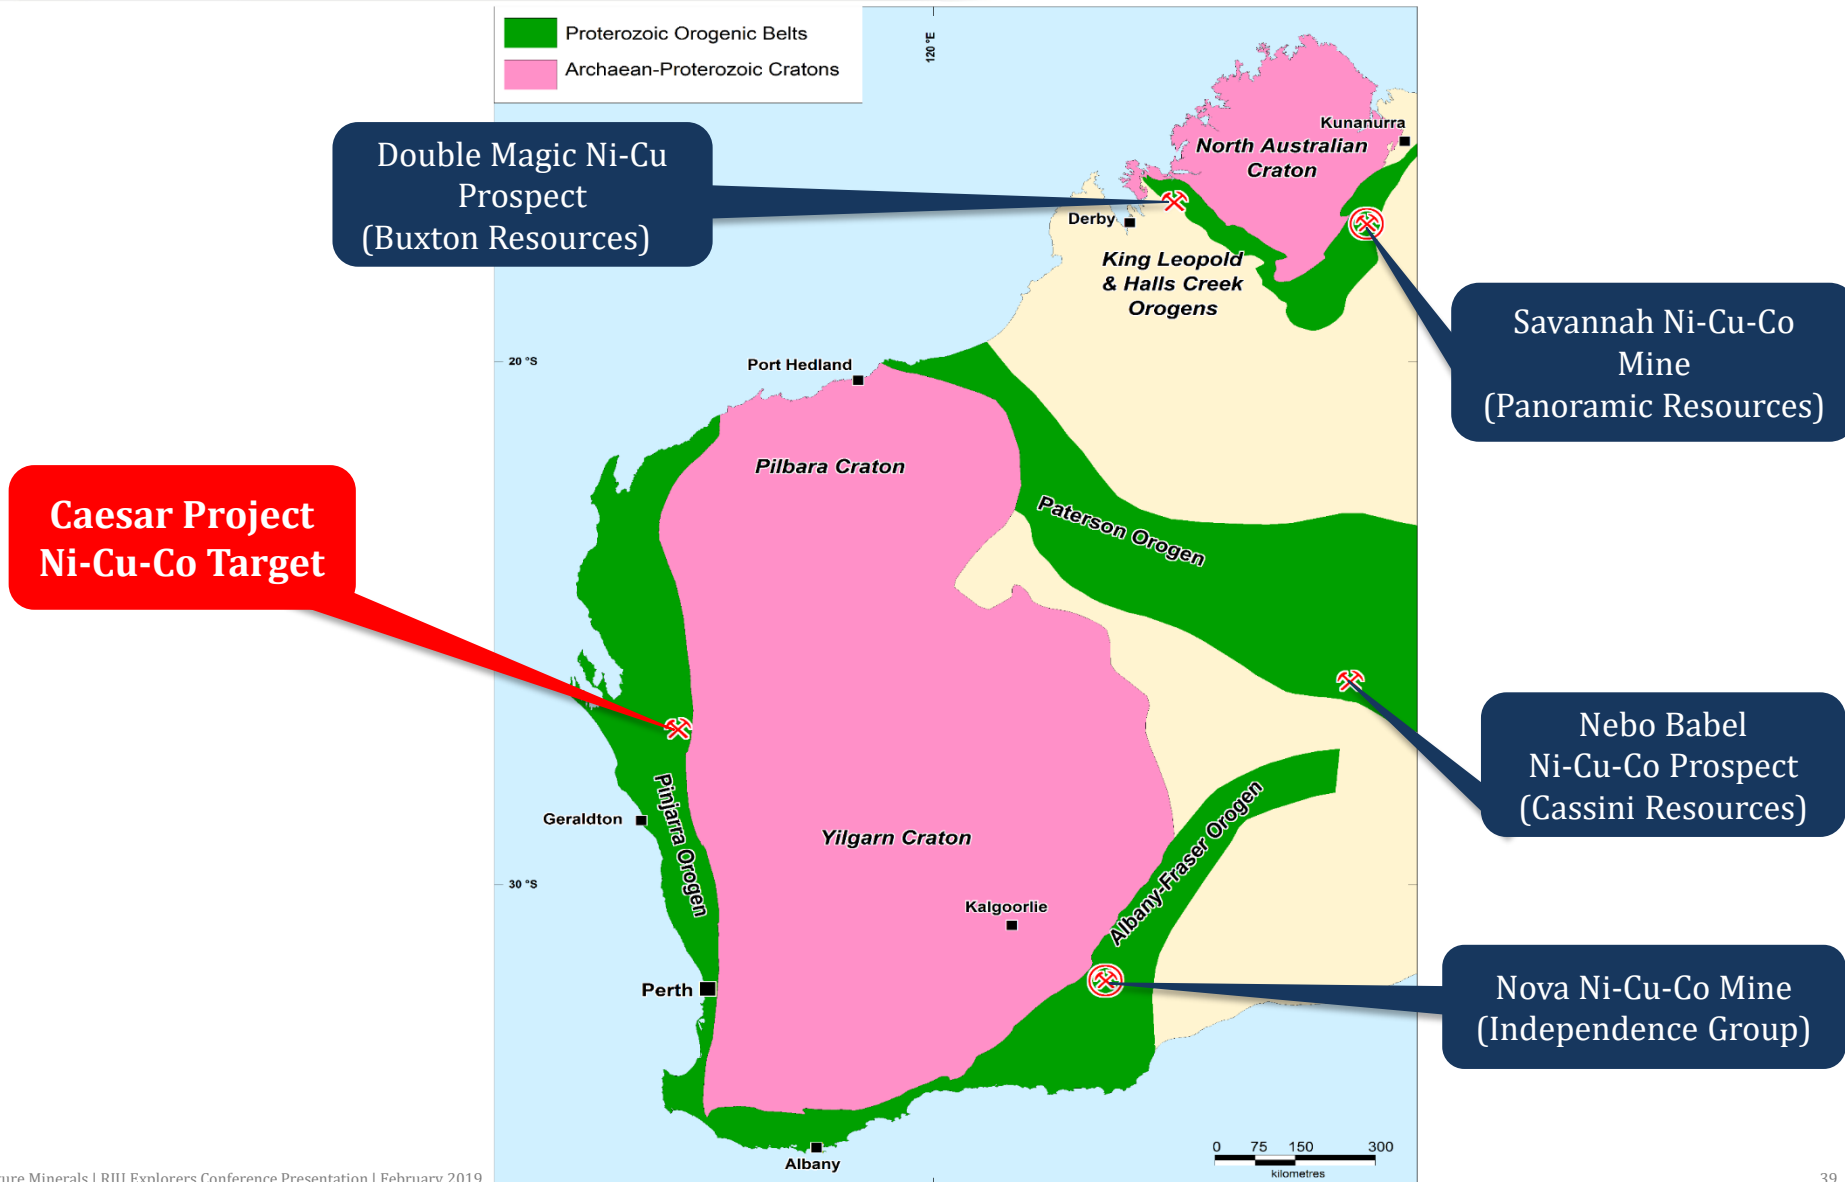 Proterozoic Orogenic Belts
Archaean-Proterozoic Cratons
120 °E
Double Magic Ni-Cu
Prospect
(Buxton Resources)
Kununurra
North Australian
Craton
Derby
King Leopold
& Halls Creek
Orogens
Savannah Ni-Cu-Co
Mine
(Panoramic Resources)
20 °S
Port Hedland
Pilbara Craton
Paterson Orogen
Caesar Project
Ni-Cu-Co Target
Nebo Babel
Ni-Cu-Co Prospect
(Cassini Resources)
Pinjarra Orogen
Geraldton
Yilgarn Craton
Albany-Fraser Orogen
30 °S
Kalgoorlie
Perth
Nova Ni-Cu-Co Mine
(Independence Group)
Albany
0 75 150 300
kilometres
ure Minerals | RIU Explorers Conference Presentation | February 2019
39